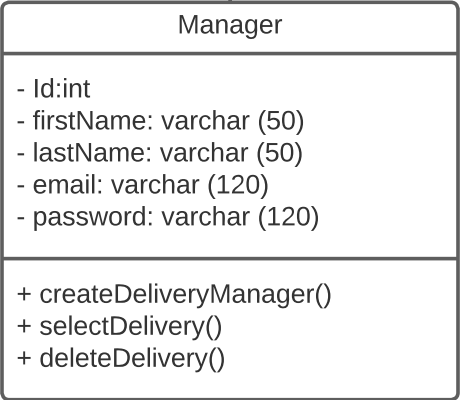 Manager
- Id:int
- firstName: varchar (50)
- lastName: varchar (50)
- email: varchar (120)
- password: varchar (120)
+ createDeliveryManager()
+ selectDelivery()
+ deleteDelivery()